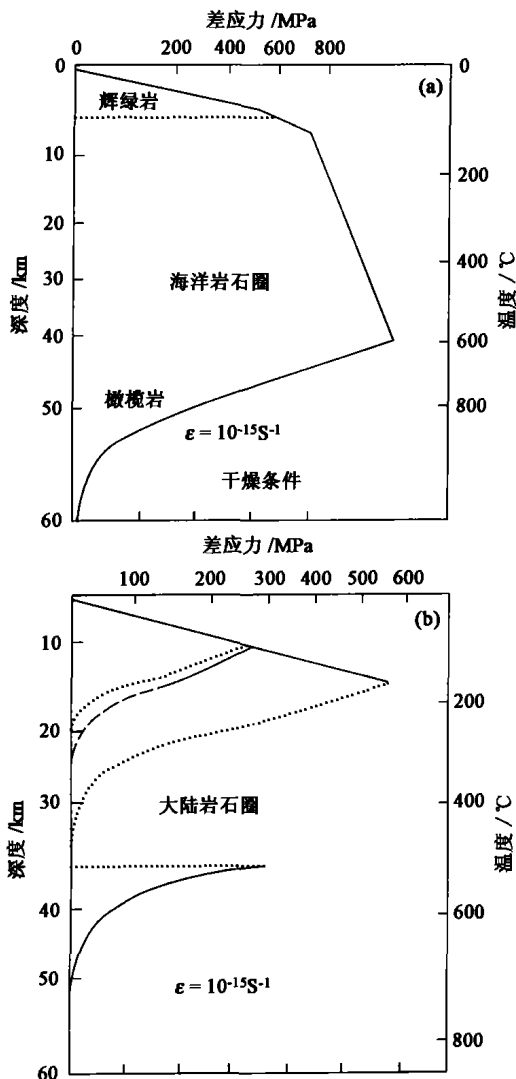 差应力 /MPa
0 200 400 600 800
0 0
(a)
辉绿岩
10
200
20
400
海洋岩石圈
30
深度 /km
温度 / ℃
40
600
橄榄岩
50
800
ε = 10⁻¹⁵S⁻¹
干燥条件
60
差应力 /MPa
100 200 300 400 500 600
(b)
10
200
20
大陆岩石圈
30
400
深度 /km
温度 / ℃
40
600
50
ε = 10⁻¹⁵S⁻¹
800
60